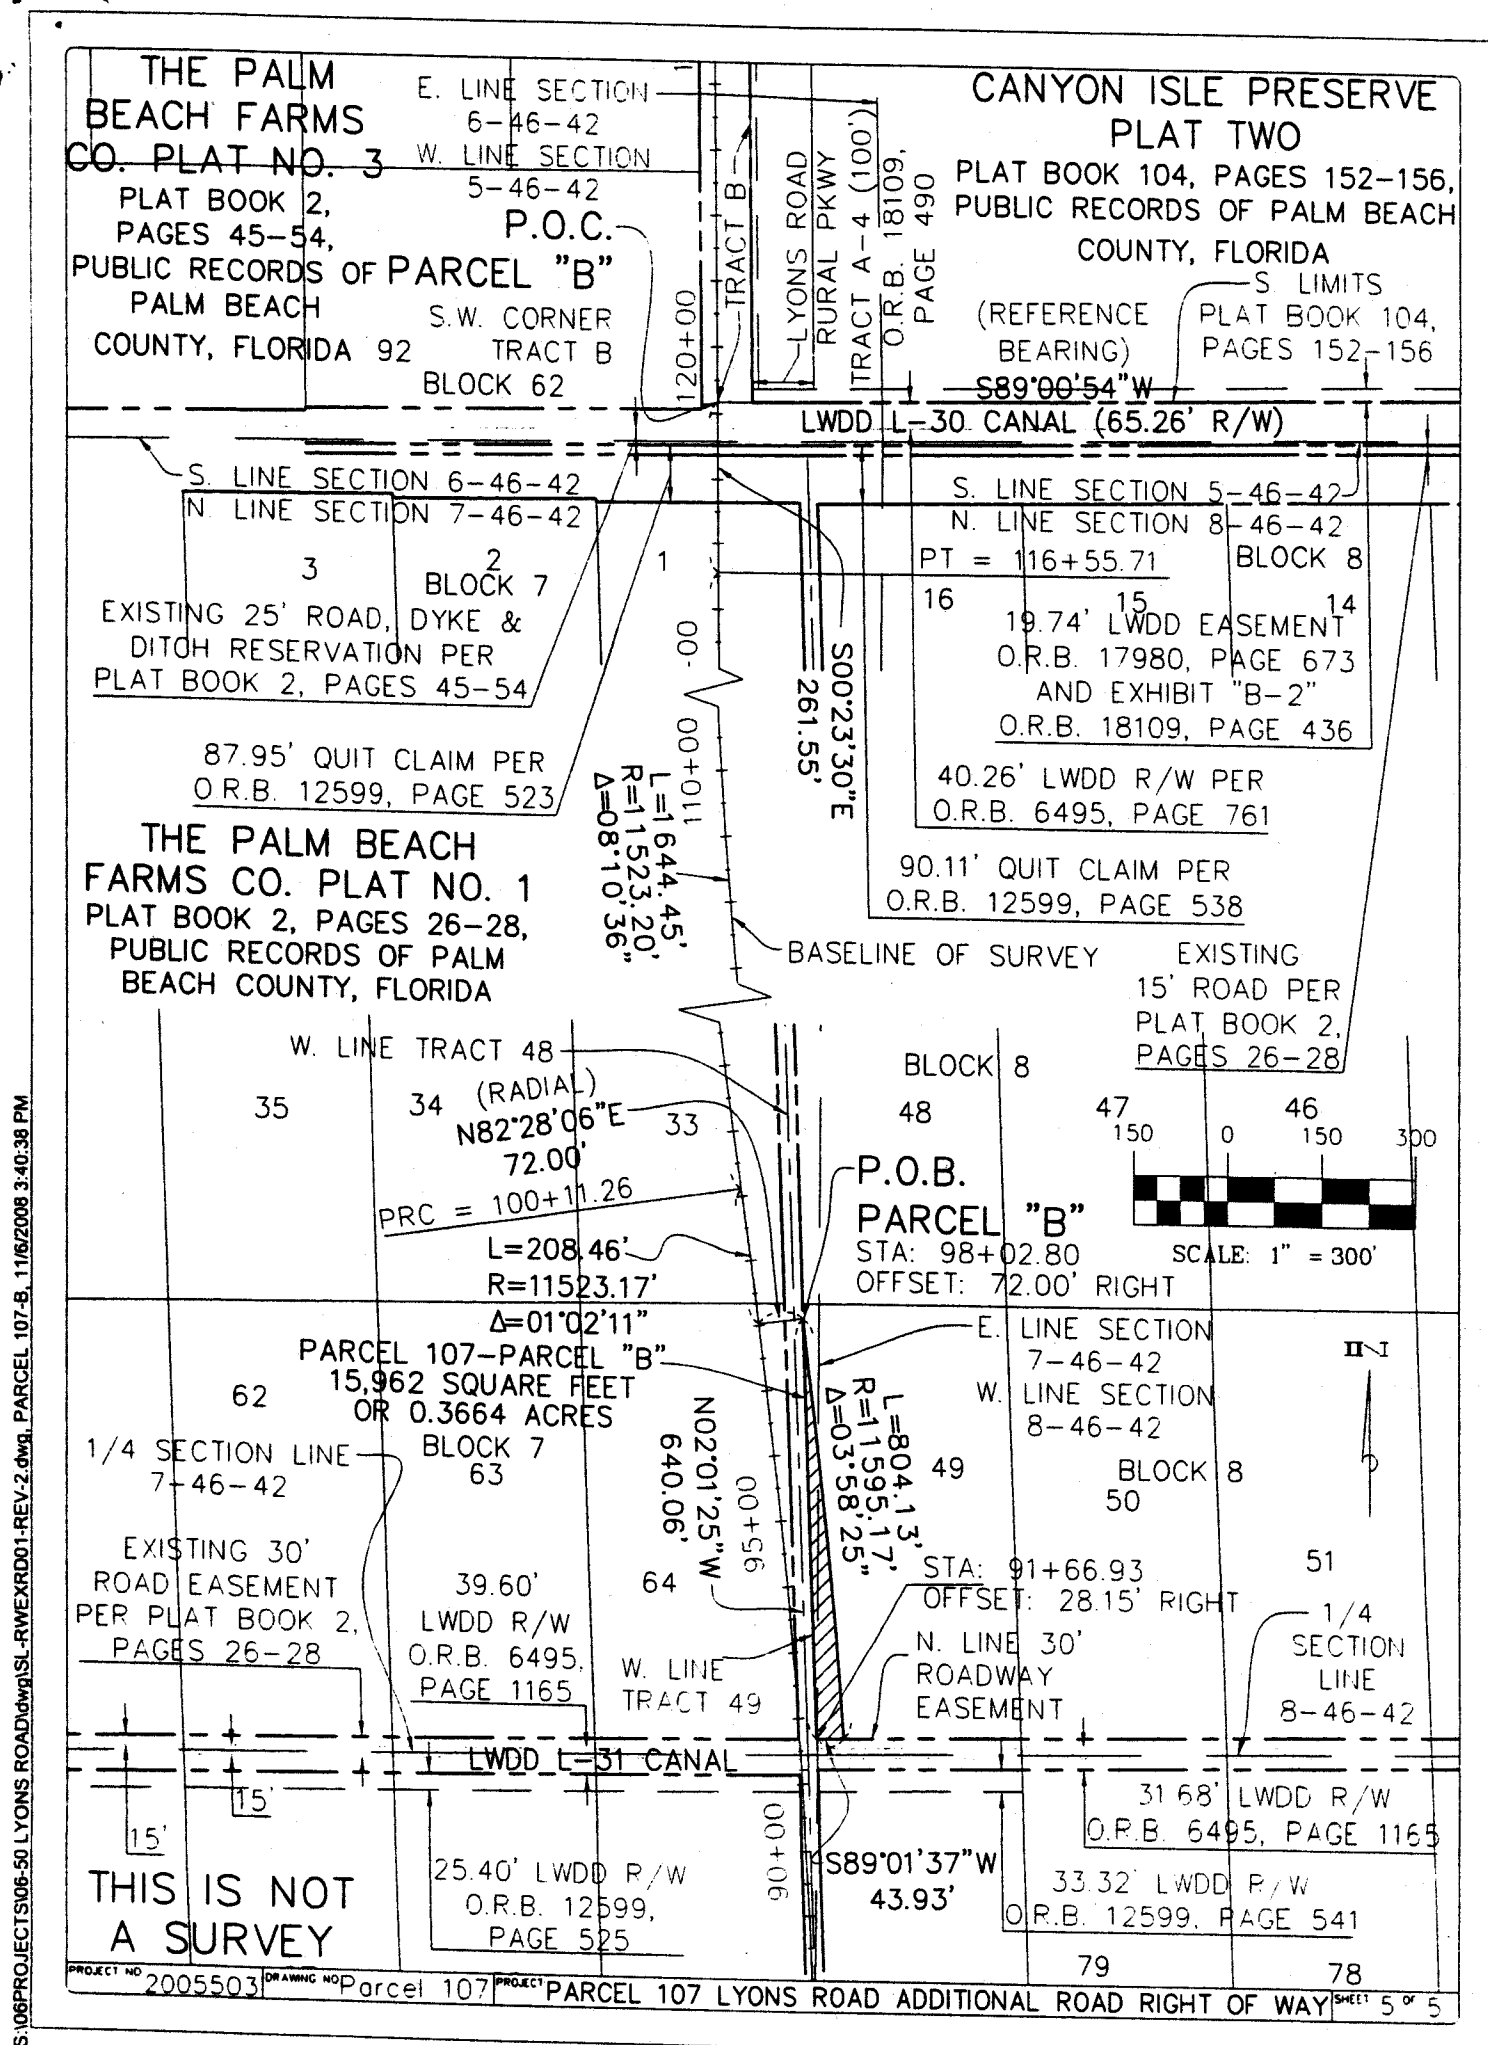 THE PALM
BEACH FARMS
CO. PLAT NO. 3
PLAT BOOK 2,
PAGES 45-54,
PUBLIC RECORDS OF
PALM BEACH
COUNTY, FLORIDA 92
E. LINE SECTION
6-46-42
W. LINE SECTION
5-46-42
P.O.C.
PARCEL "B"
S.W. CORNER
TRACT B
BLOCK 62
1
120+00
TRACT B
LYONS ROAD
RURAL PKWY
TRACT A-4 (100')
O.R.B. 18109,
PAGE 490
CANYON ISLE PRESERVE
PLAT TWO
PLAT BOOK 104, PAGES 152-156,
PUBLIC RECORDS OF PALM BEACH
COUNTY, FLORIDA
S. LIMITS
PLAT BOOK 104,
PAGES 152-156
(REFERENCE
BEARING)
S89°00'54"W
LWDD L-30 CANAL (65.26' R/W)
S. LINE SECTION 6-46-42
N. LINE SECTION 7-46-42
S. LINE SECTION 5-46-42
N. LINE SECTION 8-46-42
3
2
BLOCK 7
1
PT = 116+55.71
BLOCK 8
16
15
14
EXISTING 25' ROAD, DYKE &
DITCH RESERVATION PER
PLAT BOOK 2, PAGES 45-54
19.74' LWDD EASEMENT
O.R.B. 17980, PAGE 673
AND EXHIBIT "B-2"
O.R.B. 18109, PAGE 436
-00
S00°23'30"E
261.55'
87.95' QUIT CLAIM PER
O.R.B. 12599, PAGE 523
110+00
L=1644.45'
R=11523.20'
Δ=08°10'36"
40.26' LWDD R/W PER
O.R.B. 6495, PAGE 761
90.11' QUIT CLAIM PER
O.R.B. 12599, PAGE 538
THE PALM BEACH
FARMS CO. PLAT NO. 1
PLAT BOOK 2, PAGES 26-28,
PUBLIC RECORDS OF PALM
BEACH COUNTY, FLORIDA
BASELINE OF SURVEY
EXISTING
15' ROAD PER
PLAT BOOK 2,
PAGES 26-28
W. LINE TRACT 48
(RADIAL)
N82°28'06"E
72.00'
BLOCK 8
35
34
33
48
47
46
150 0 150 300
SCALE: 1" = 300'
PRC = 100+11.26
P.O.B.
PARCEL "B"
STA: 98+02.80
OFFSET: 72.00' RIGHT
L=208.46'
R=11523.17'
Δ=01°02'11"
PARCEL 107-PARCEL "B"
15,962 SQUARE FEET
OR 0.3664 ACRES
E. LINE SECTION
7-46-42
W. LINE SECTION
8-46-42
62
BLOCK 7
63
1/4 SECTION LINE
7-46-42
N02°01'25"W
640.06'
95+00
L=804.13'
R=11595.17'
Δ=03°58'25"
49
BLOCK 8
50
51
EXISTING 30'
ROAD EASEMENT
PER PLAT BOOK 2,
PAGES 26-28
39.60'
LWDD R/W
O.R.B. 6495,
PAGE 1165
64
W. LINE
TRACT 49
STA: 91+66.93
OFFSET: 28.15' RIGHT
N. LINE 30'
ROADWAY
EASEMENT
1/4
SECTION
LINE
8-46-42
LWDD L-31 CANAL
15'
15'
31.68' LWDD R/W
O.R.B. 6495, PAGE 1165
25.40' LWDD R/W
O.R.B. 12599,
PAGE 525
90+00
S89°01'37"W
43.93'
33.32' LWDD R/W
O.R.B. 12599, PAGE 541
THIS IS NOT
A SURVEY
79
78
PROJECT NO 2005503 DRAWING NO Parcel 107 PROJECT: PARCEL 107 LYONS ROAD ADDITIONAL ROAD RIGHT OF WAY SHEET 5 OF 5
S:\06PROJECTS\06-50 LYONS ROAD\dwg\SL-RWEXRD01-REV-2.dwg, PARCEL 107-B, 11/6/2008 3:40:38 PM